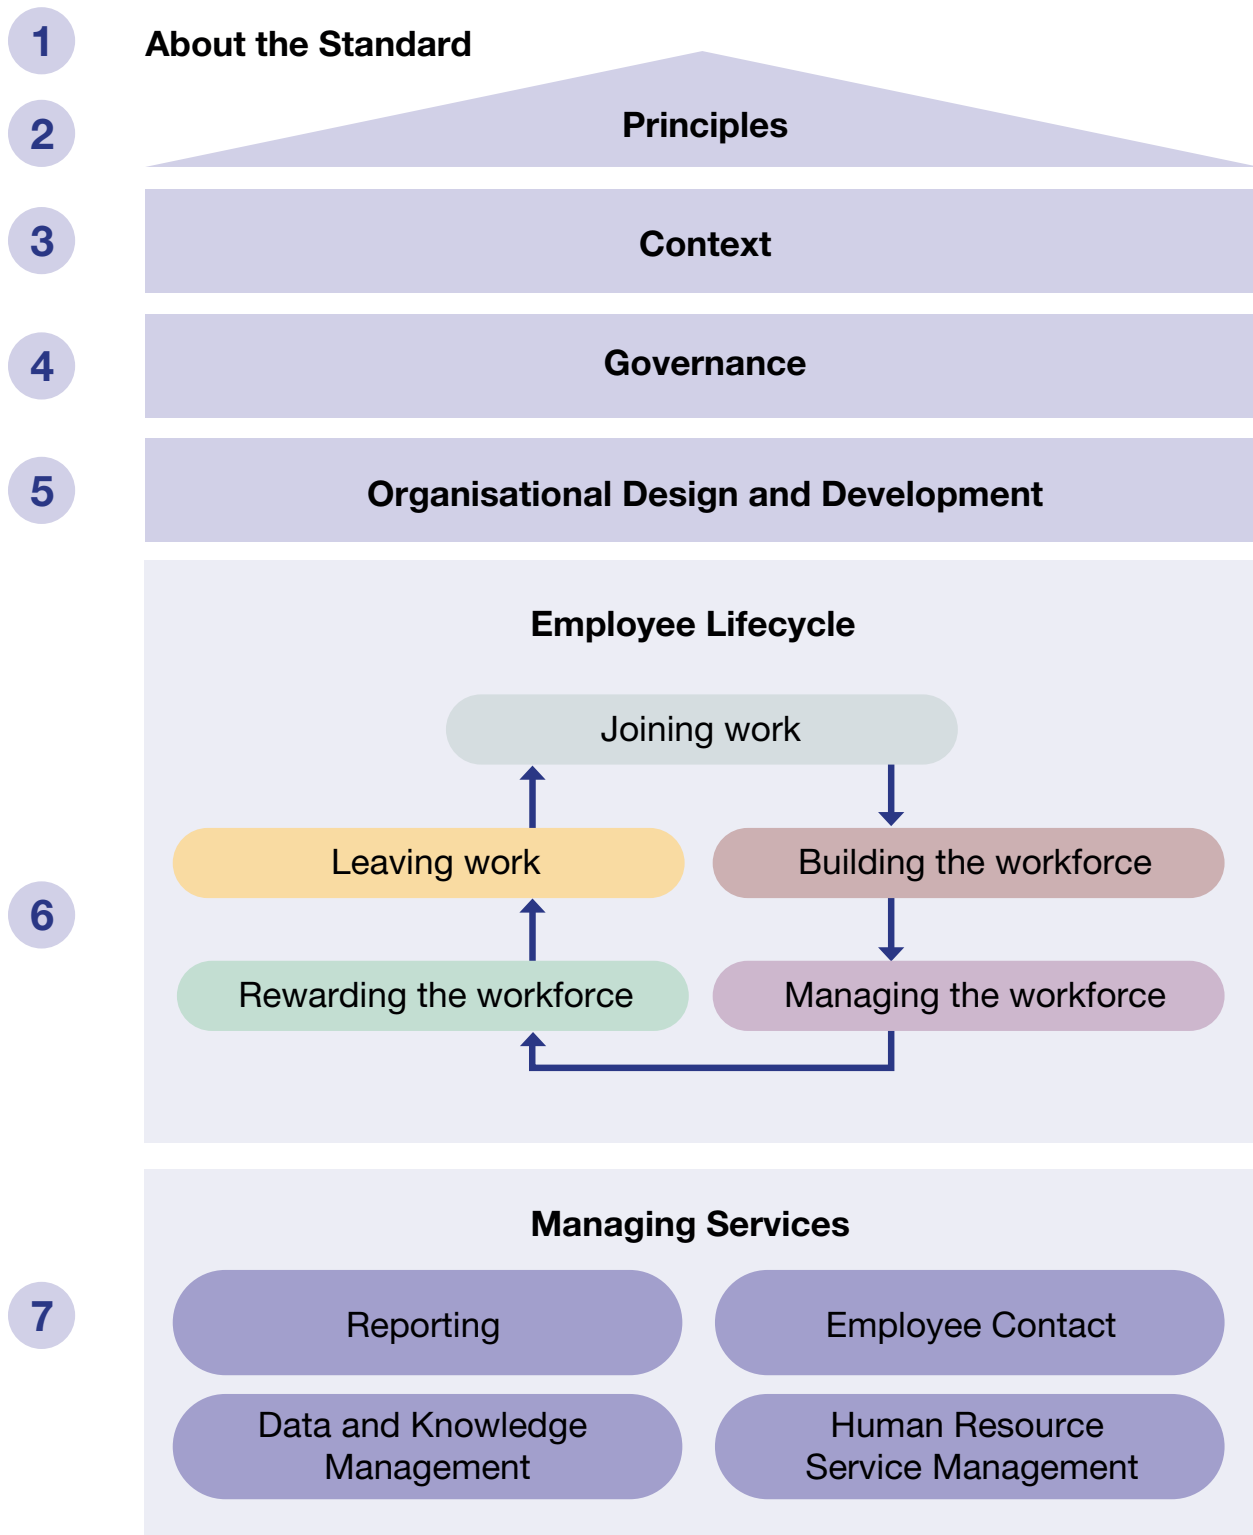 1
About the Standard
2
Principles
3
Context
4
Governance
5
Organisational Design and Development
6
Employee Lifecycle
Joining work
Leaving work
Building the workforce
Rewarding the workforce
Managing the workforce
7
Managing Services
Reporting
Employee Contact
Data and Knowledge
Management
Human Resource
Service Management